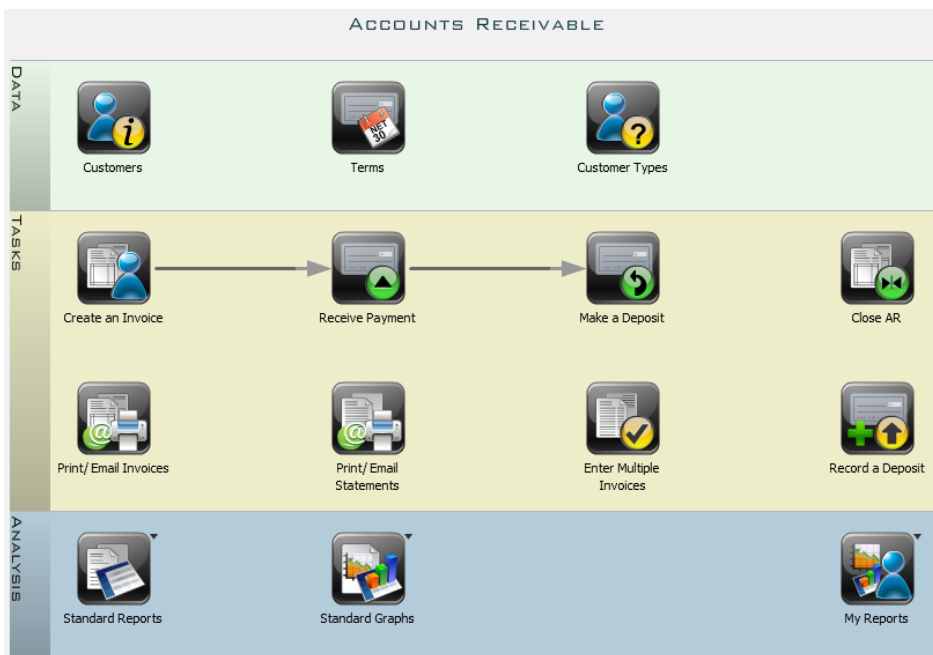 Accounts Receivable
Data
Customers
NET
30
Terms
Customer Types
Tasks
Create an Invoice
Receive Payment
Make a Deposit
Close AR
Print/Email Invoices
Print/Email
Statements
Enter Multiple
Invoices
Record a Deposit
Analysis
Standard Reports
Standard Graphs
My Reports